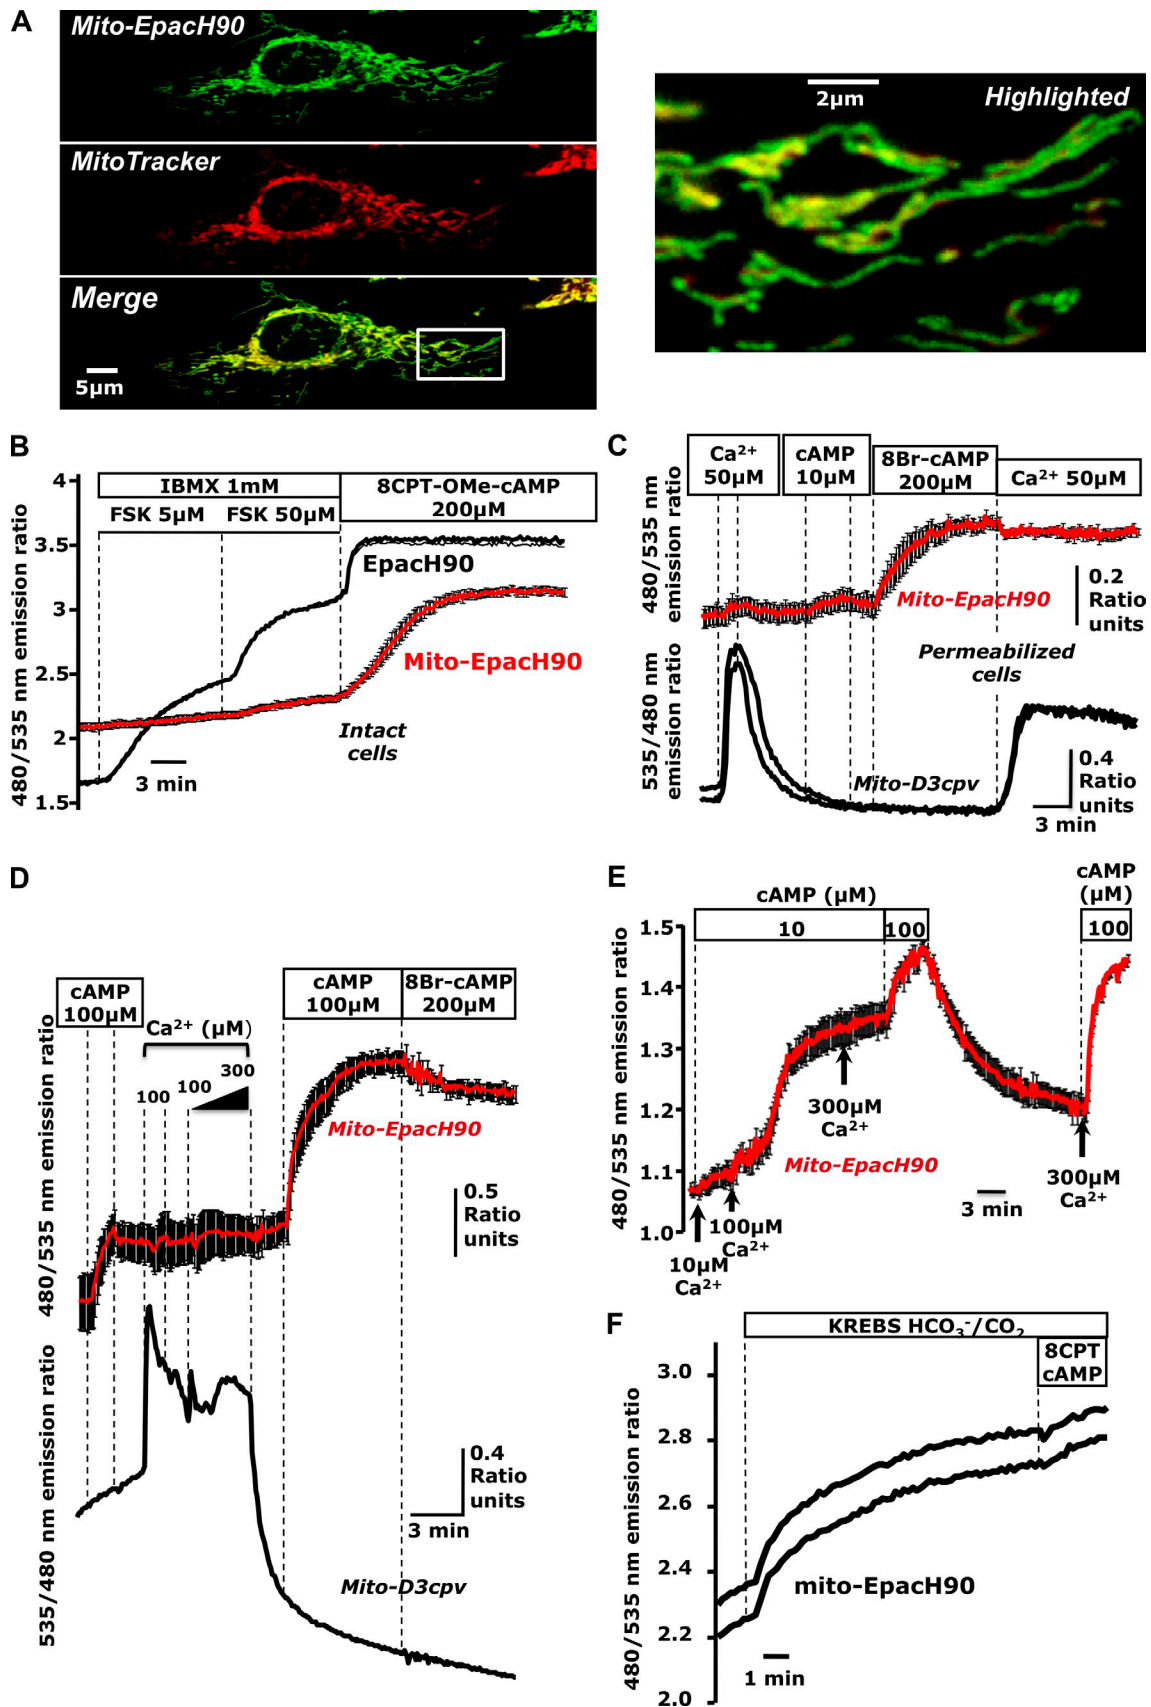 A
Mito-EpacH90
MitoTracker
Merge
5µm
2µm
Highlighted
B
480/535 nm emission ratio
4
3.5
3
2.5
2
1.5
IBMX 1mM
FSK 5µM
FSK 50µM
8CPT-OMe-cAMP
200µM
EpacH90
Mito-EpacH90
Intact
cells
3 min
C
480/535 nm
emission ratio
535/480 nm
emission ratio
Ca²⁺
50µM
cAMP
10µM
8Br-cAMP
200µM
Ca²⁺ 50µM
Mito-EpacH90
0.2
Ratio
units
Permeabilized
cells
Mito-D3cpv
0.4
Ratio
units
3 min
D
480/535 nm emission ratio
535/480 nm emission ratio
cAMP
100µM
Ca²⁺ (µM)
100
100
300
cAMP
100µM
8Br-cAMP
200µM
Mito-EpacH90
0.5
Ratio
units
0.4
Ratio
units
3 min
Mito-D3cpv
E
480/535 nm emission ratio
1.5
1.4
1.3
1.2
1.1
1.0
cAMP (µM)
10
100
cAMP
(µM)
100
300µM
Ca²⁺
Mito-EpacH90
100µM
Ca²⁺
10µM
Ca²⁺
3 min
300µM
Ca²⁺
F
480/535 nm emission ratio
3.0
2.8
2.6
2.4
2.2
2.0
KREBS HCO₃⁻/CO₂
8CPT
cAMP
mito-EpacH90
1 min